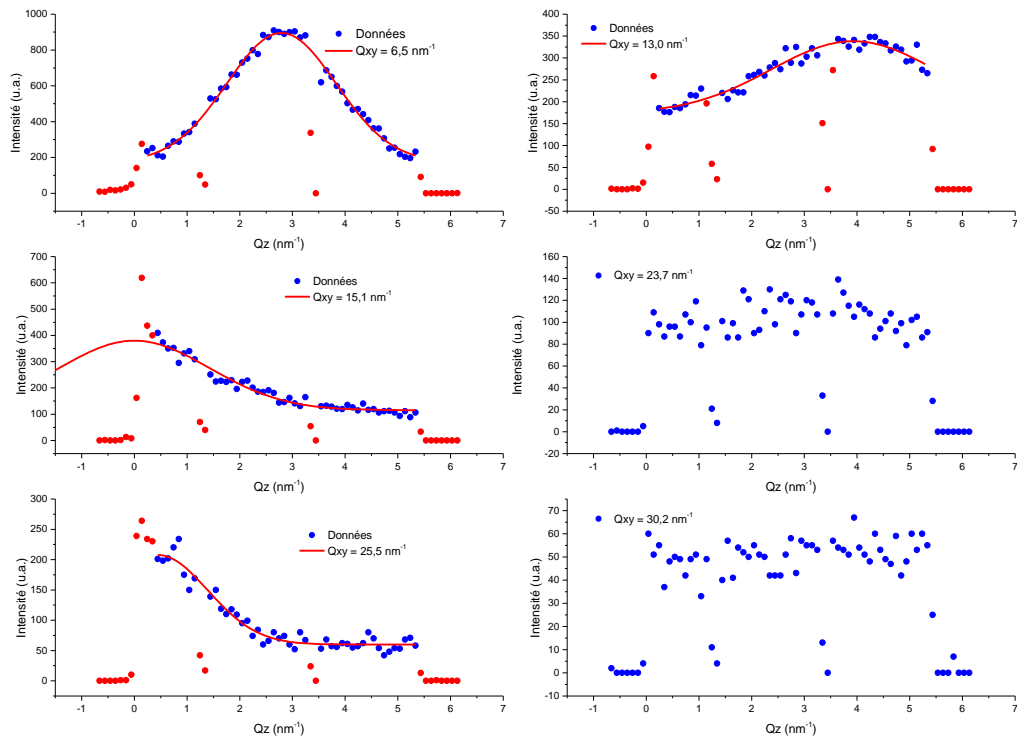 1000
900
800
700
600
500
400
300
200
100
0
-100
Intensité (u.a.)
-1 0 1 2 3 4 5 6 7
Qz (nm-1)
Données
Qxy = 6,5 nm-1
400
350
300
250
200
150
100
50
0
-50
Intensité (u.a.)
-1 0 1 2 3 4 5 6 7
Qz (nm-1)
Données
Qxy = 13,0 nm-1
700
600
500
400
300
200
100
0
-100
Intensité (u.a.)
-1 0 1 2 3 4 5 6 7
Qz (nm-1)
Données
Qxy = 15,1 nm-1
160
140
120
100
80
60
40
20
0
-20
Intensité (u.a.)
-1 0 1 2 3 4 5 6 7
Qz (nm-1)
Qxy = 23,7 nm-1
300
250
200
150
100
50
0
-50
Intensité (u.a.)
-1 0 1 2 3 4 5 6 7
Qz (nm-1)
Données
Qxy = 25,5 nm-1
70
60
50
40
30
20
10
0
-10
Intensité (u.a.)
-1 0 1 2 3 4 5 6 7
Qz (nm-1)
Qxy = 30,2 nm-1